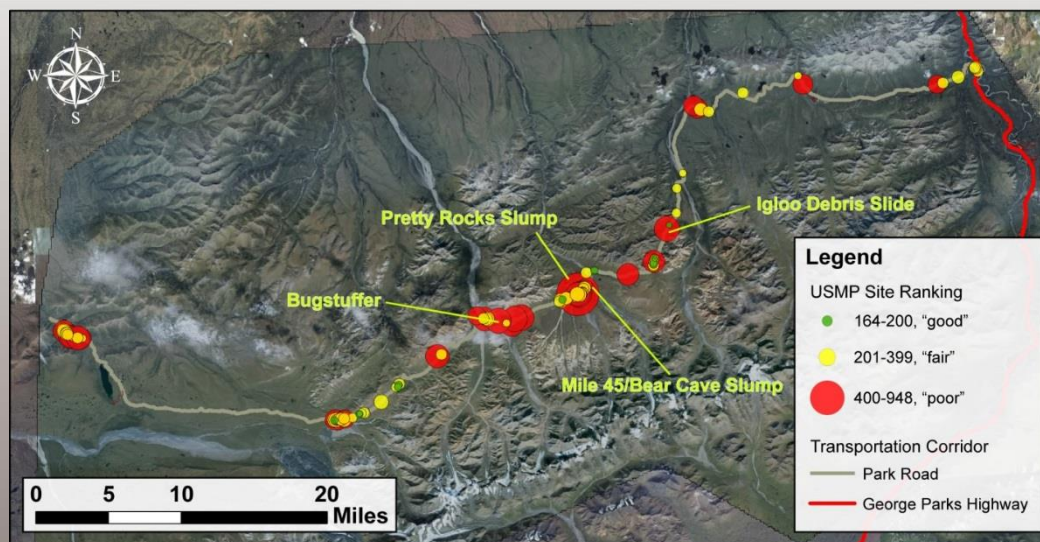 N
W E
S
Pretty Rocks Slump
Igloo Debris Slide
Bugstuffer
Mile 45/Bear Cave Slump
Legend
USMP Site Ranking
164-200, “good”
201-399, “fair”
400-948, “poor”
Transportation Corridor
Park Road
George Parks Highway
0 5 10 20
Miles